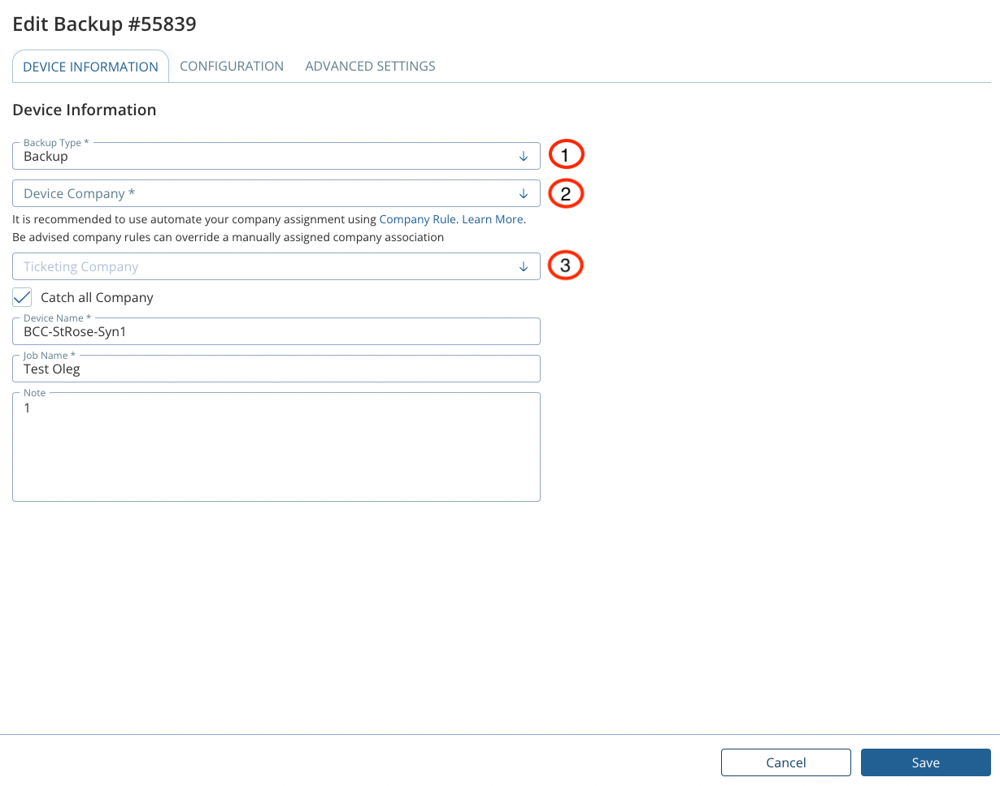 Edit Backup #55839
DEVICE INFORMATION CONFIGURATION ADVANCED SETTINGS
Device Information
Backup Type *
Backup
1
Device Company *
2
It is recommended to use automate your company assignment using Company Rule. Learn More.
Be advised company rules can override a manually assigned company association
Ticketing Company
3
Catch all Company
Device Name *
BCC-StRose-Syn1
Job Name *
Test Oleg
Note
1
Cancel Save